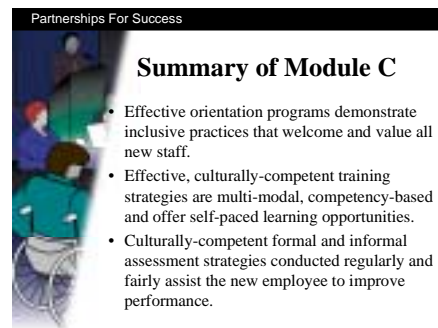 Partnerships For Success
Summary of Module C
• Effective orientation programs demonstrate
inclusive practices that welcome and value all
new staff.
• Effective, culturally-competent training
strategies are multi-modal, competency-based
and offer self-paced learning opportunities.
• Culturally-competent formal and informal
assessment strategies conducted regularly and
fairly assist the new employee to improve
performance.